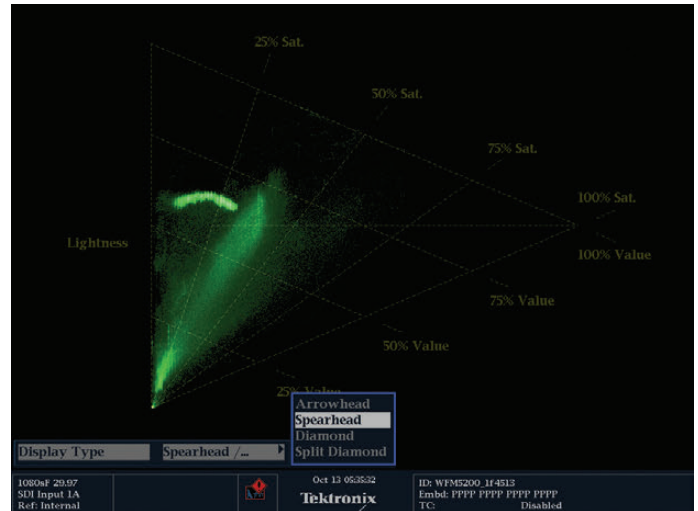 25% Sat.
50% Sat.
75% Sat.
100% Sat.
Lightness
100% Value
75% Value
50% Value
25% Value
Arrowhead
Spearhead
Diamond
Split Diamond
Display Type
Spearhead /...
1080sF 29.97
SDI Input 1A
Ref: Internal
Oct 13 05:35:32
Tektronix
ID: WFM5200_1f4513
Embd: PPPP PPPP PPPP PPPP
TC: Disabled